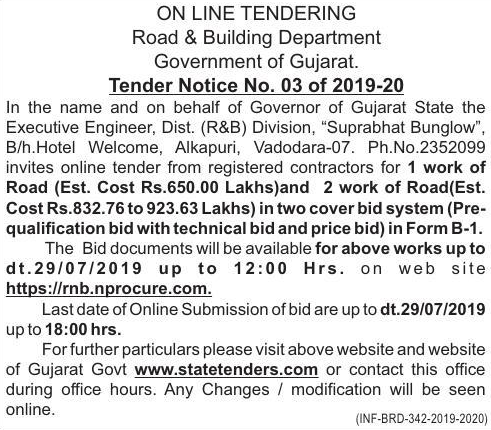 ON LINE TENDERING
Road & Building Department
Government of Gujarat.
Tender Notice No. 03 of 2019-20
In the name and on behalf of Governor of Gujarat State the
Executive Engineer, Dist. (R&B) Division, “Suprabhat Bunglow”,
B/h.Hotel Welcome, Alkapuri, Vadodara-07. Ph.No.2352099
invites online tender from registered contractors for 1 work of
Road (Est. Cost Rs.650.00 Lakhs)and 2 work of Road(Est.
Cost Rs.832.76 to 923.63 Lakhs) in two cover bid system (Pre-
qualification bid with technical bid and price bid) in Form B-1.
The Bid documents will be available for above works up to
dt.29/07/2019 up to 12:00 Hrs. on web site
https://rnb.nprocure.com.
Last date of Online Submission of bid are up to dt.29/07/2019
up to 18:00 hrs.
For further particulars please visit above website and website
of Gujarat Govt www.statetenders.com or contact this office
during office hours. Any Changes / modification will be seen
online.
(INF-BRD-342-2019-2020)